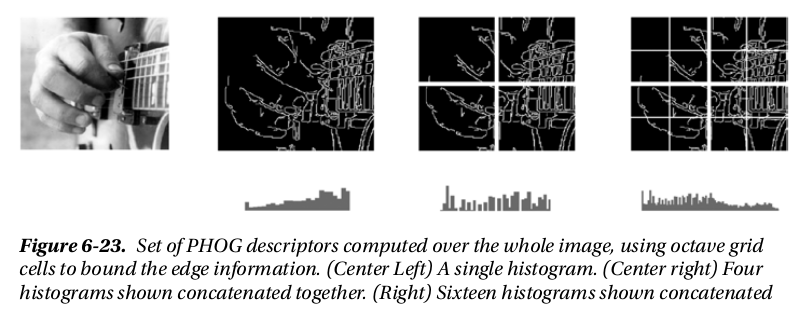 Figure 6-23. Set of PHOG descriptors computed over the whole image, using octave grid
cells to bound the edge information. (Center Left) A single histogram. (Center right) Four
histograms shown concatenated together. (Right) Sixteen histograms shown concatenated